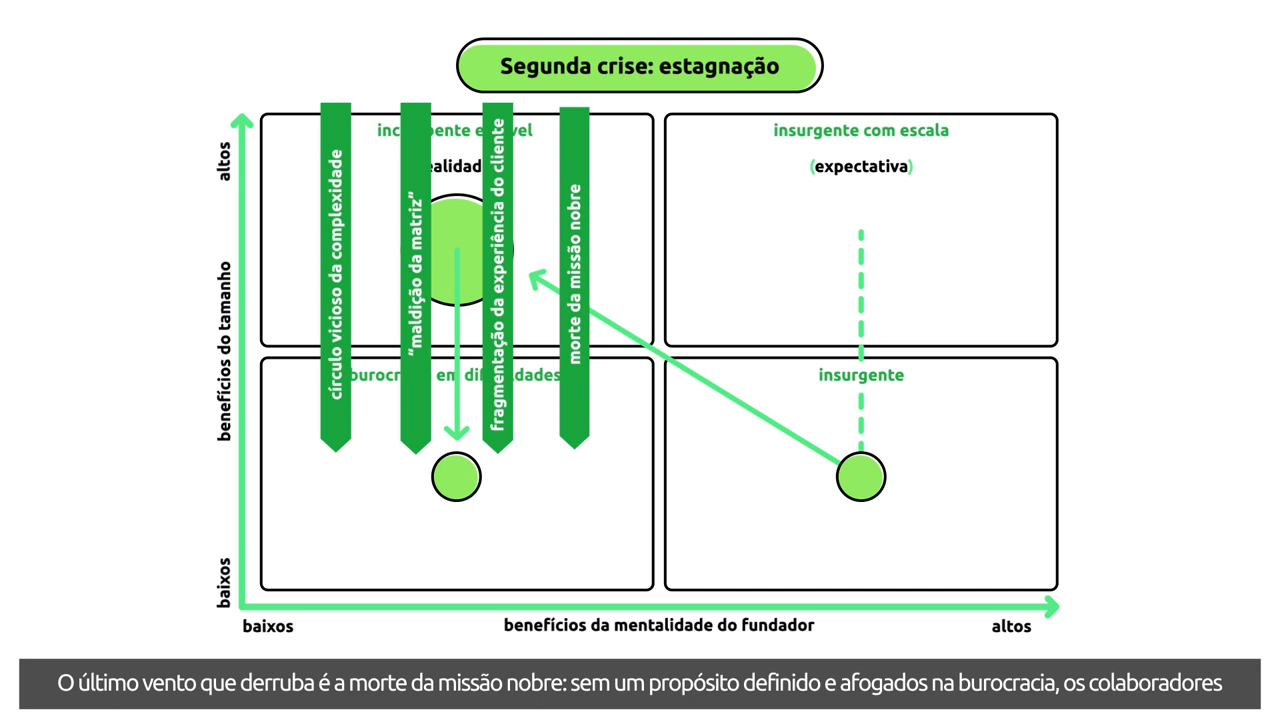 Segunda crise: estagnação
insurgente com escala
(expectativa)
círculo vicioso da complexidade
"maldição da matriz"
fragmentação da experiência do cliente
morte da missão nobre
insurgente
altos
benefícios do tamanho
baixos
baixos
benefícios da mentalidade do fundador
altos
O último vento que derruba é a morte da missão nobre: sem um propósito definido e afogados na burocracia, os colaboradores